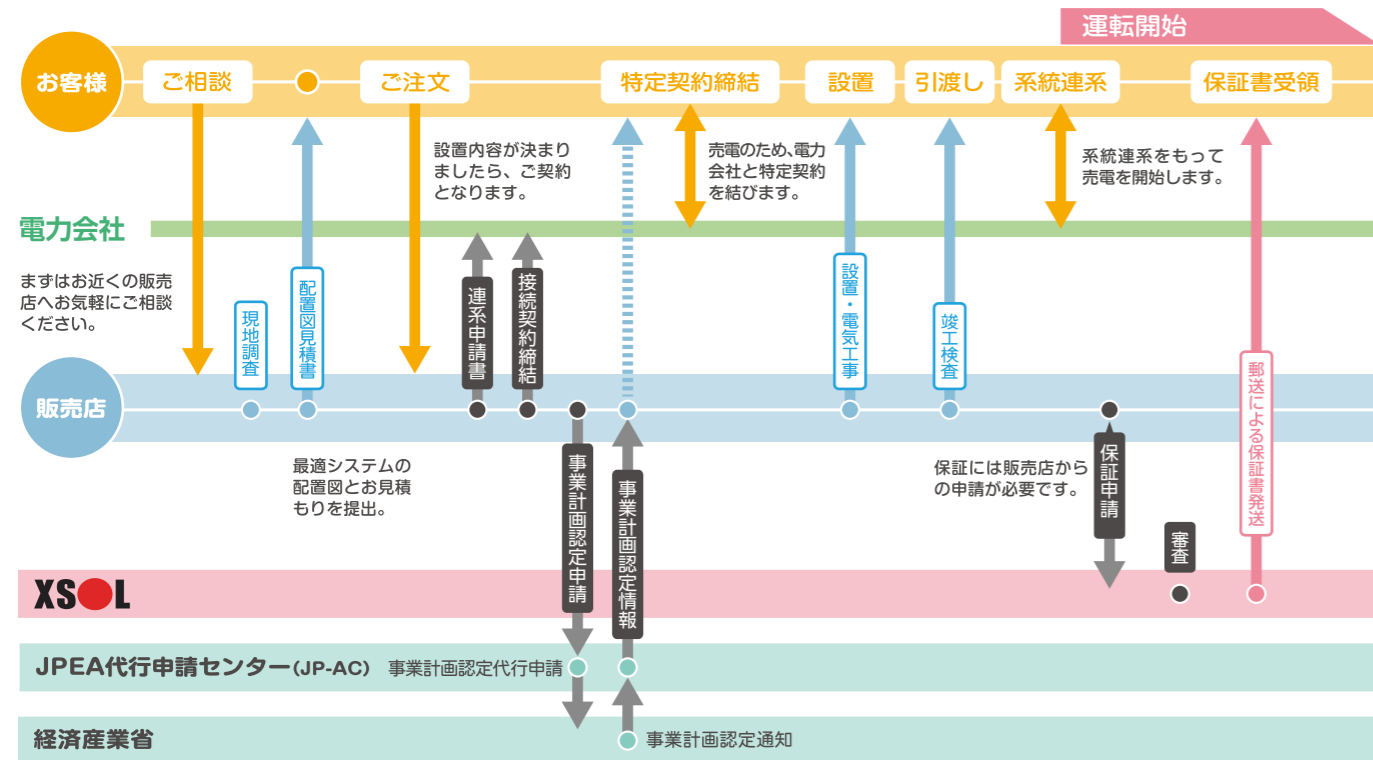 運転開始
お客様
ご相談
ご注文
特定契約締結
設置
引渡し
系統連系
保証書受領
設置内容が決まり
ましたら、ご契約
となります。
売電のため、電力
会社と特定契約
を結びます。
系統連系をもって
売電を開始します。
電力会社
まずはお近くの販売
店へお気軽にご相談
ください。
現地調査
配置図見積書
連系申請書
接続契約締結
設置・電気工事
竣工検査
郵送による保証書発送
販売店
最適システムの
配置図とお見積
もりを提出。
事業計画認定申請
事業計画認定情報
保証には販売店から
の申請が必要です。
保証申請
審査
XSOL
JPEA代行申請センター(JP-AC) 事業計画認定代行申請
経済産業省
事業計画認定通知